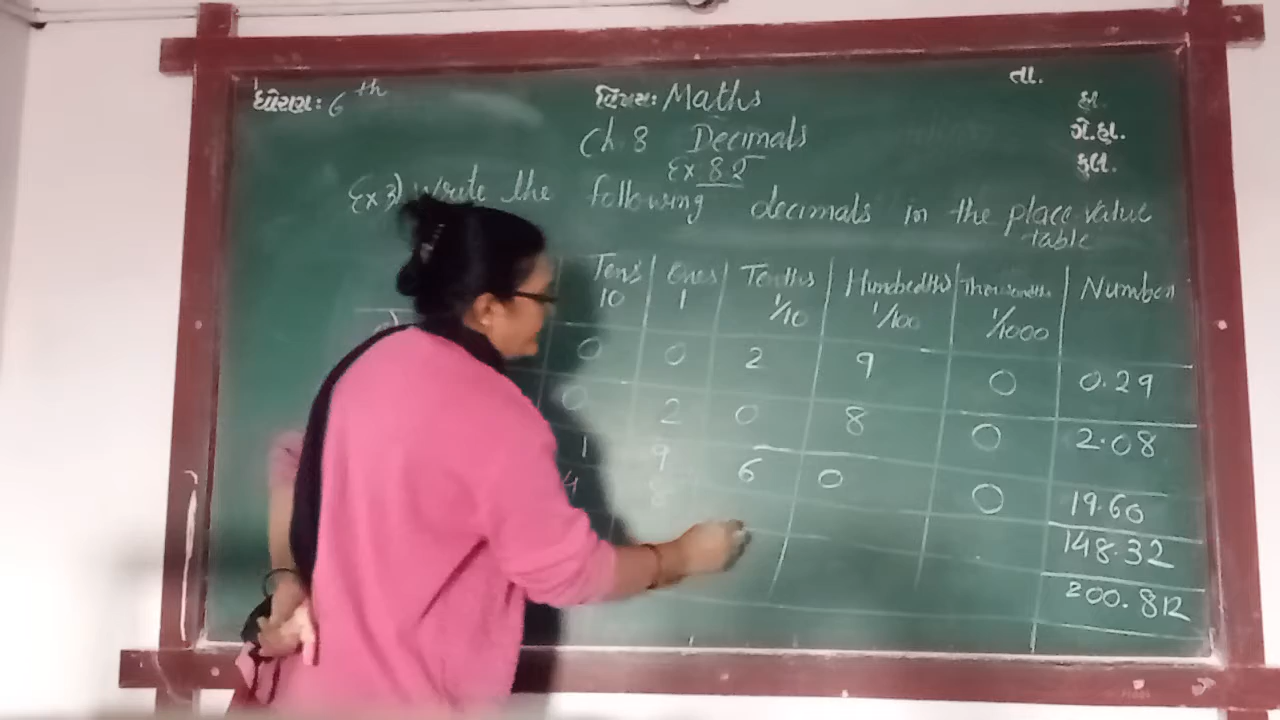 ધોરણ: 6th વિષય: Maths તા.
Ch. 8 Decimals હા.
Ex 8.2 ગે.હા.
કુલ.
Ex 3) Write the following decimals in the place value
table
Tens Ones Tenths Hundredths Thousandths Number
10 1 1/10 1/100 1/1000
a)
0 0 2 9 0 0.29
0 2 0 8 0 2.08
1 9 6 0 0 19.60
4 8 148.32
200.812